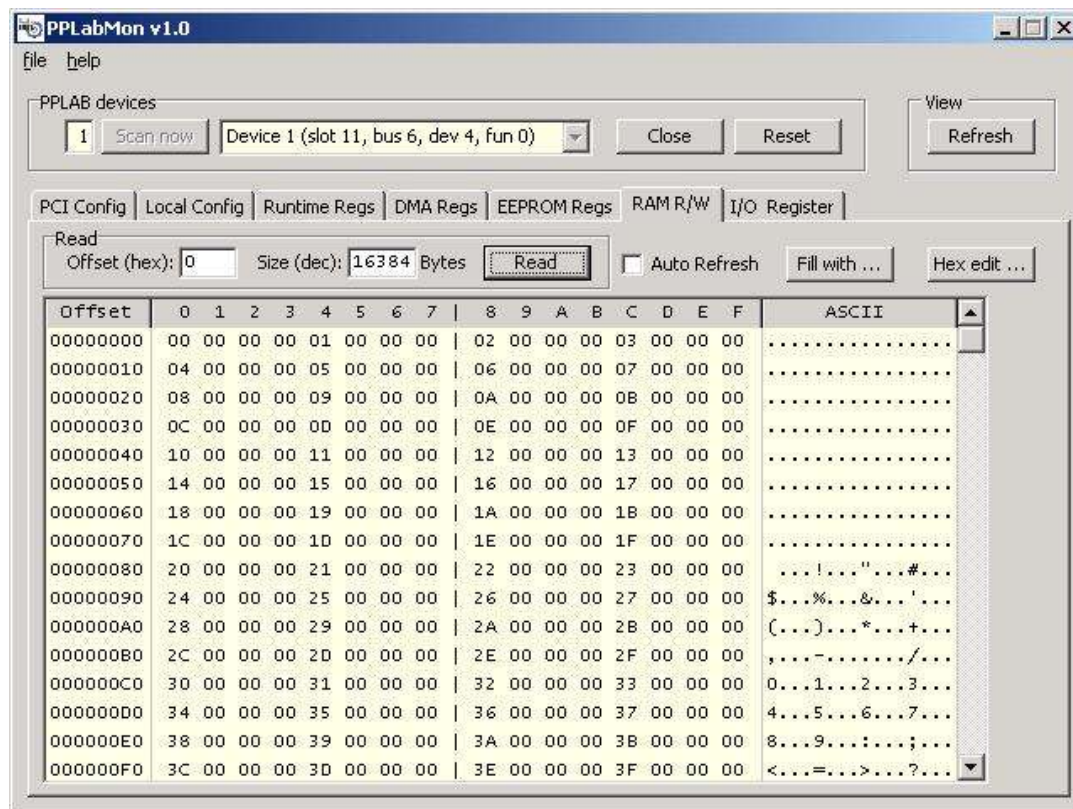 PPLabMon v1.0
file help
PPLAB devices
View
1 Scan now Device 1 (slot 11, bus 6, dev 4, fun 0) Close Reset Refresh
PCI Config Local Config Runtime Regs DMA Regs EEPROM Regs RAM R/W I/O Register
Read
Offset (hex): 0 Size (dec): 16384 Bytes Read Auto Refresh Fill with ... Hex edit ...
Offset 0 1 2 3 4 5 6 7 | 8 9 A B C D E F ASCII
00000000 00 00 00 00 01 00 00 00 | 02 00 00 00 03 00 00 00 ................
00000010 04 00 00 00 05 00 00 00 | 06 00 00 00 07 00 00 00 ................
00000020 08 00 00 00 09 00 00 00 | 0A 00 00 00 0B 00 00 00 ................
00000030 0C 00 00 00 0D 00 00 00 | 0E 00 00 00 0F 00 00 00 ................
00000040 10 00 00 00 11 00 00 00 | 12 00 00 00 13 00 00 00 ................
00000050 14 00 00 00 15 00 00 00 | 16 00 00 00 17 00 00 00 ................
00000060 18 00 00 00 19 00 00 00 | 1A 00 00 00 1B 00 00 00 ................
00000070 1C 00 00 00 1D 00 00 00 | 1E 00 00 00 1F 00 00 00 ................
00000080 20 00 00 00 21 00 00 00 | 22 00 00 00 23 00 00 00  ...!..."...#...
00000090 24 00 00 00 25 00 00 00 | 26 00 00 00 27 00 00 00 $...%...&...'...
000000A0 28 00 00 00 29 00 00 00 | 2A 00 00 00 2B 00 00 00 (...)...*...+...
000000B0 2C 00 00 00 2D 00 00 00 | 2E 00 00 00 2F 00 00 00 ,...-......./...
000000C0 30 00 00 00 31 00 00 00 | 32 00 00 00 33 00 00 00 0...1...2...3...
000000D0 34 00 00 00 35 00 00 00 | 36 00 00 00 37 00 00 00 4...5...6...7...
000000E0 38 00 00 00 39 00 00 00 | 3A 00 00 00 3B 00 00 00 8...9...:...;...
000000F0 3C 00 00 00 3D 00 00 00 | 3E 00 00 00 3F 00 00 00 <...=...>...?...